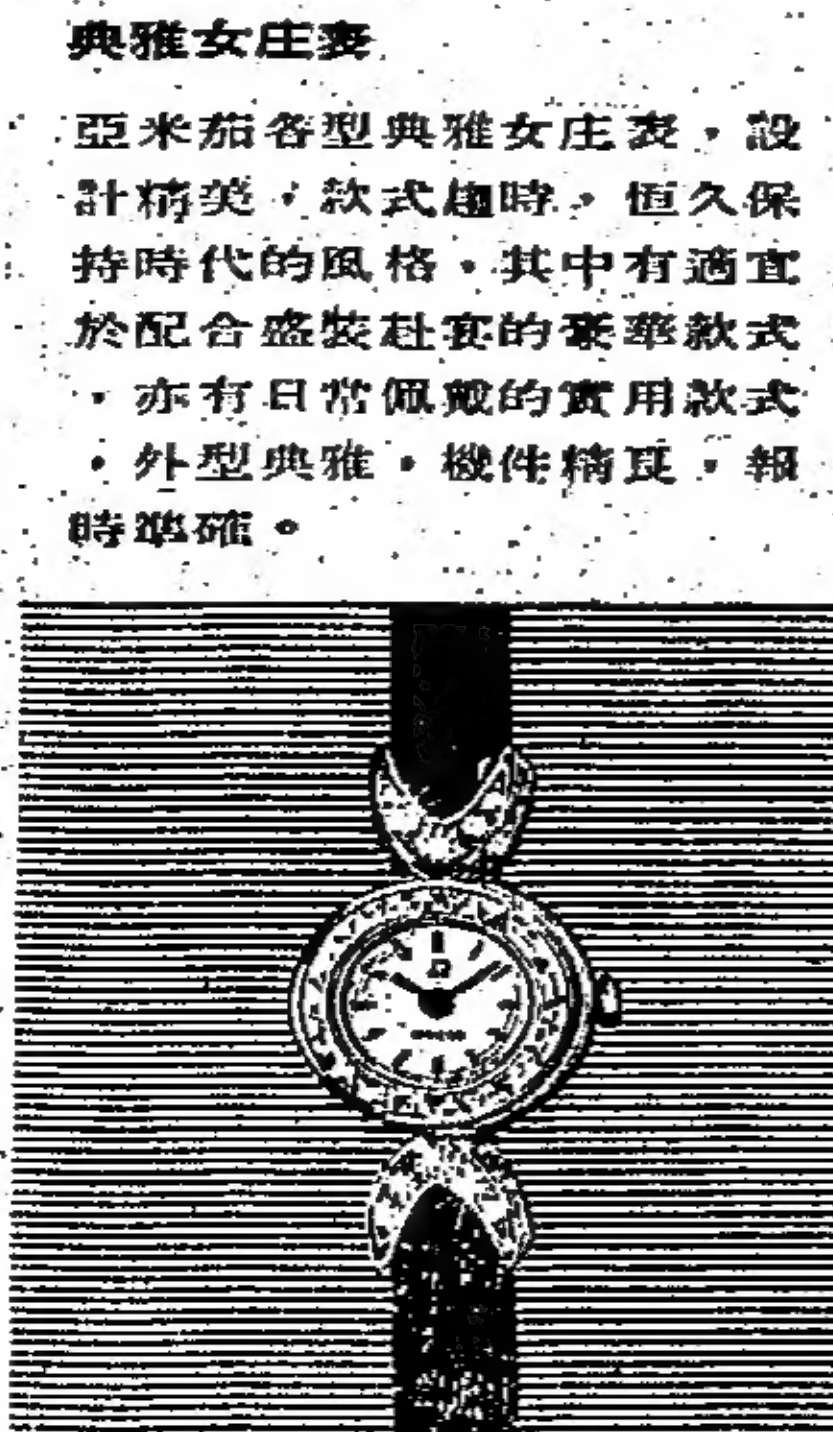 典雅女庄表
亞米茄各型典雅女庄表，設
計精美，款式趨時，恒久保
持時代的風格，其中有適宜
於配合盛裝赴宴的豪華款式
，亦有日常佩戴的實用款式
，外型典雅，機件精良，報
時準確。
Ω
OMEGA